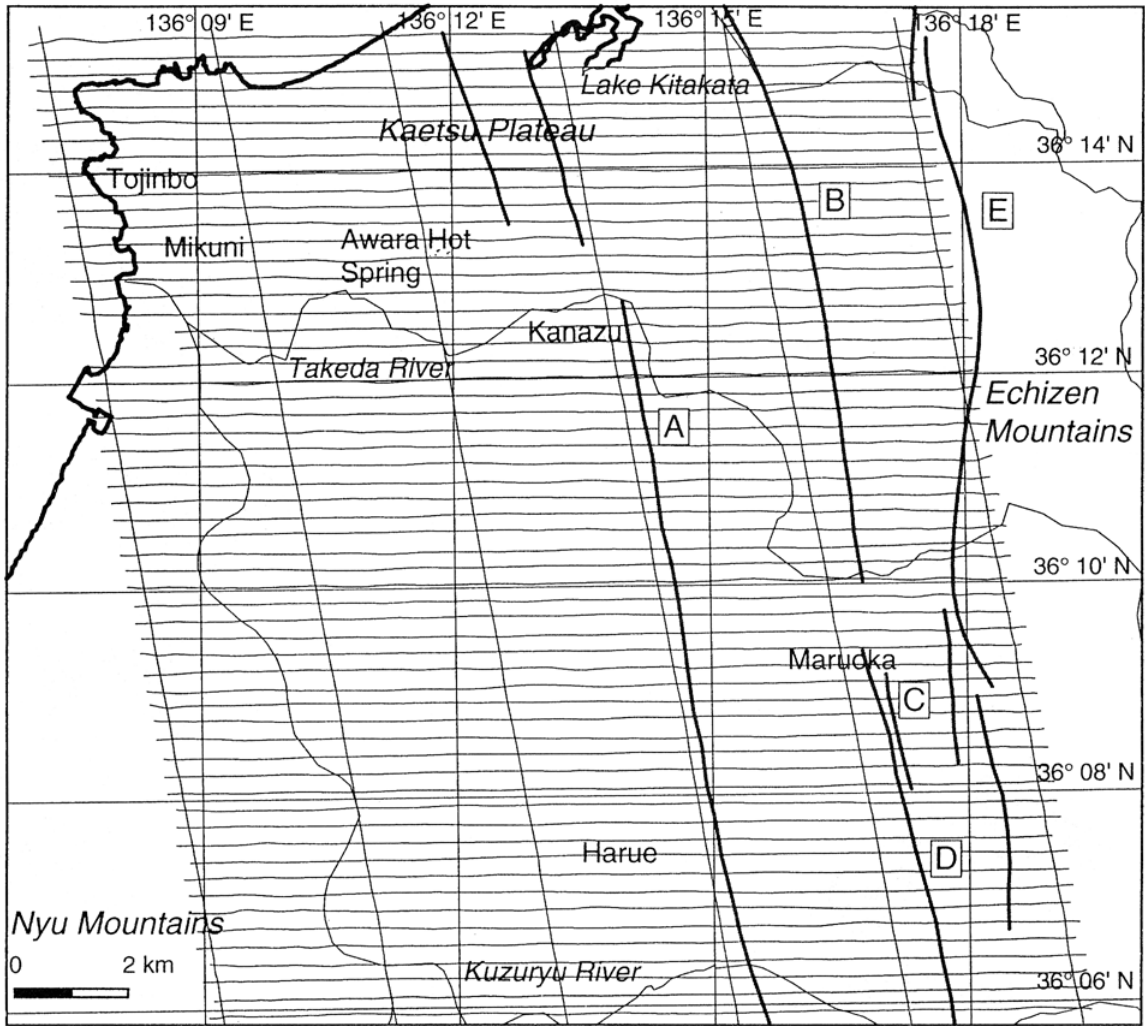 136° 09' E
136° 12' E
136° 15' E
136° 18' E
Lake Kitakata
Kaetsu Plateau
36° 14' N
Tojinbo
B
E
Mikuni
Awara Hot
Spring
Kanazu
Takeda River
36° 12' N
Echizen
Mountains
A
36° 10' N
Maruoka
C
36° 08' N
Harue
D
Nyu Mountains
0 2 km
Kuzuryu River
36° 06' N